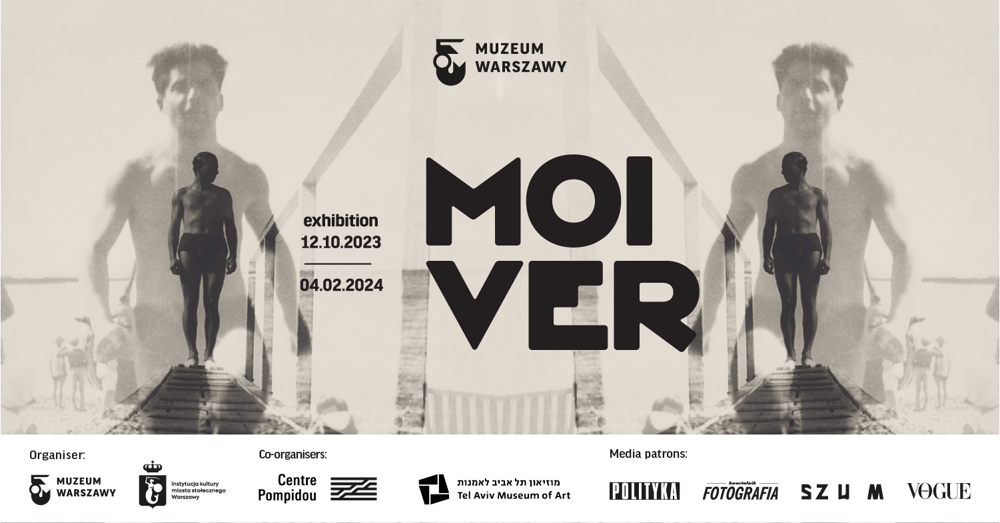 MUZEUM
WARSZAWY
MOI
VER
exhibition
12.10.2023
04.02.2024
Organiser:
MUZEUM
WARSZAWY
instytucja kultury
miasta stołecznego
Warszawy
Co-organisers:
Centre
Pompidou
מוזיאון תל אביב לאמנות
Tel Aviv Museum of Art
Media patrons:
POLITYKA
kwartalnik
FOTOGRAFIA
SZUM
VOGUE